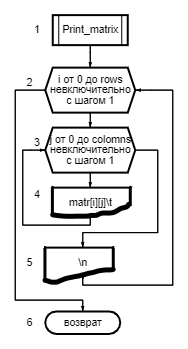 1
Print_matrix
2
i от 0 до rows
невключительно
с шагом 1
3
j от 0 до colomns
невключительно
с шагом 1
4
matr[i][j]\t
5
\n
6
возврат